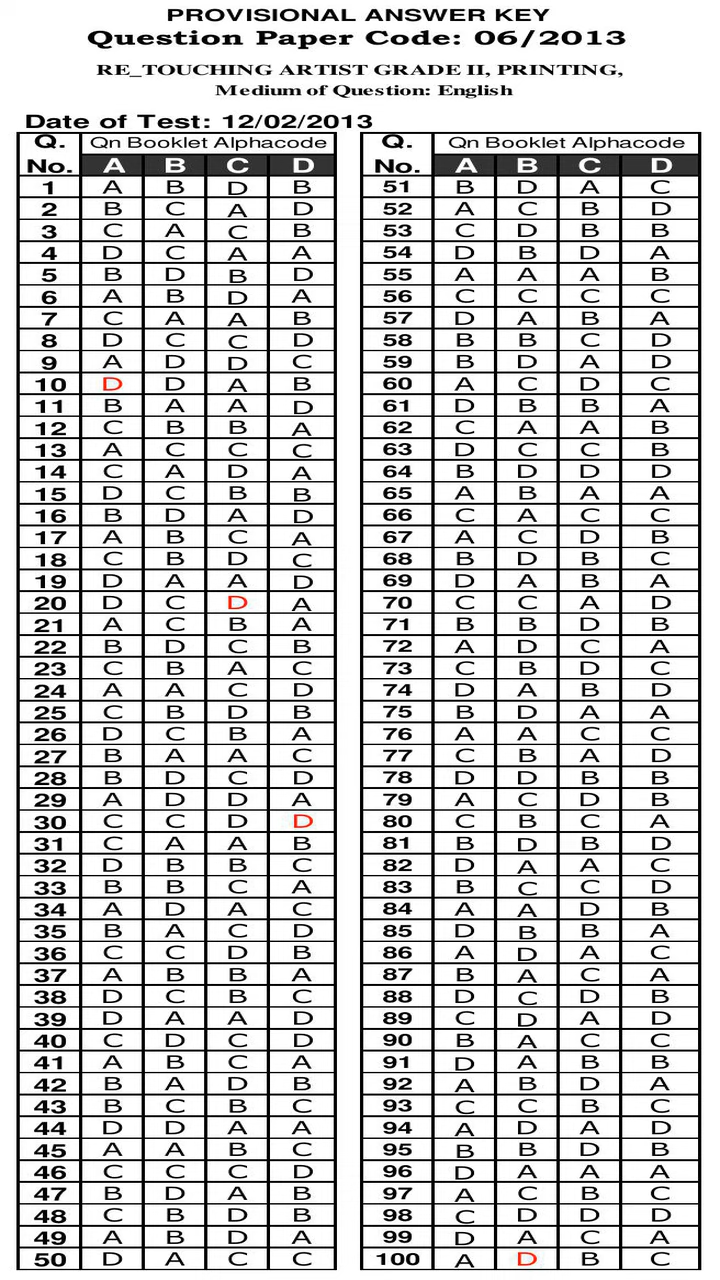 PROVISIONAL ANSWER KEY
Question Paper Code: 06/2013
RE_TOUCHING ARTIST GRADE II, PRINTING,
Medium of Question: English
Date of Test: 12/02/2013
Q. Qn Booklet Alphacode
No. A B C D
1 A B D B
2 B C A D
3 C A C B
4 D C A A
5 B D B D
6 A B D A
7 C A A B
8 D C C D
9 A D D C
10 D D A B
11 B A A D
12 C B B A
13 A C C C
14 C A D A
15 D C B B
16 B D A D
17 A B C A
18 C B D C
19 D A A D
20 D C D A
21 A C B A
22 B D C B
23 C B A C
24 A A C D
25 C B D B
26 D C B A
27 B A A C
28 B D C D
29 A D D A
30 C C D D
31 C A A B
32 D B B C
33 B B C A
34 A D A C
35 B A C D
36 C C D B
37 A B B A
38 D C B C
39 D A A D
40 C D C D
41 A B C A
42 B A D B
43 B C B C
44 D D A A
45 A A B C
46 C C C D
47 B D A B
48 C B D B
49 A B D A
50 D A C C
Q. Qn Booklet Alphacode
No. A B C D
51 B D A C
52 A C B D
53 C D B B
54 D B D A
55 A A A B
56 C C C C
57 D A B A
58 B B C D
59 B D A D
60 A C D C
61 D B B A
62 C A A B
63 D C C B
64 B D D D
65 A B A A
66 C A C C
67 A C D B
68 B D B C
69 D A B A
70 C C A D
71 B B D B
72 A D C A
73 C B D C
74 D A B D
75 B D A A
76 A A C C
77 C B A D
78 D D B B
79 A C D B
80 C B C A
81 B D B D
82 D A A C
83 B C C D
84 A A D B
85 D B B A
86 A D A C
87 B A C A
88 D C D B
89 C D A D
90 B A C C
91 D A B B
92 A B D A
93 C C B C
94 A D A D
95 B B D B
96 D A A A
97 A C B C
98 C D D D
99 D A C A
100 A D B C